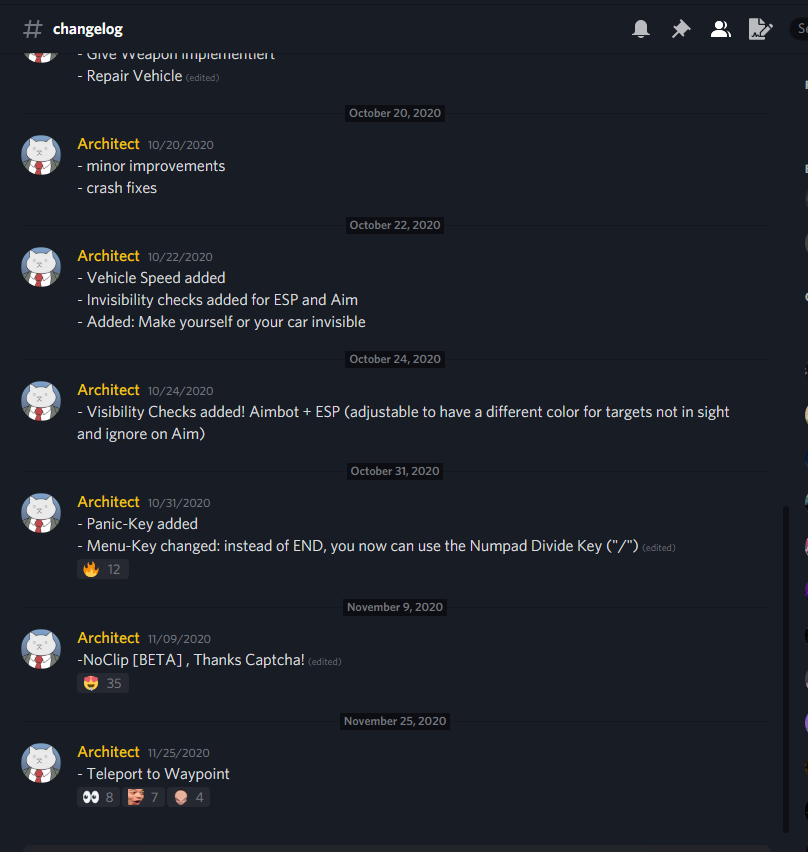 changelog
- Give Weapon implementiert
- Repair Vehicle (edited)
October 20, 2020
Architect 10/20/2020
- minor improvements
- crash fixes
October 22, 2020
Architect 10/22/2020
- Vehicle Speed added
- Invisibility checks added for ESP and Aim
- Added: Make yourself or your car invisible
October 24, 2020
Architect 10/24/2020
- Visibility Checks added! Aimbot + ESP (adjustable to have a different color for targets not in sight
and ignore on Aim)
October 31, 2020
Architect 10/31/2020
- Panic-Key added
- Menu-Key changed: instead of END, you now can use the Numpad Divide Key ("/") (edited)
12
November 9, 2020
Architect 11/09/2020
-NoClip [BETA] , Thanks Captcha! (edited)
35
November 25, 2020
Architect 11/25/2020
- Teleport to Waypoint
8 7 4